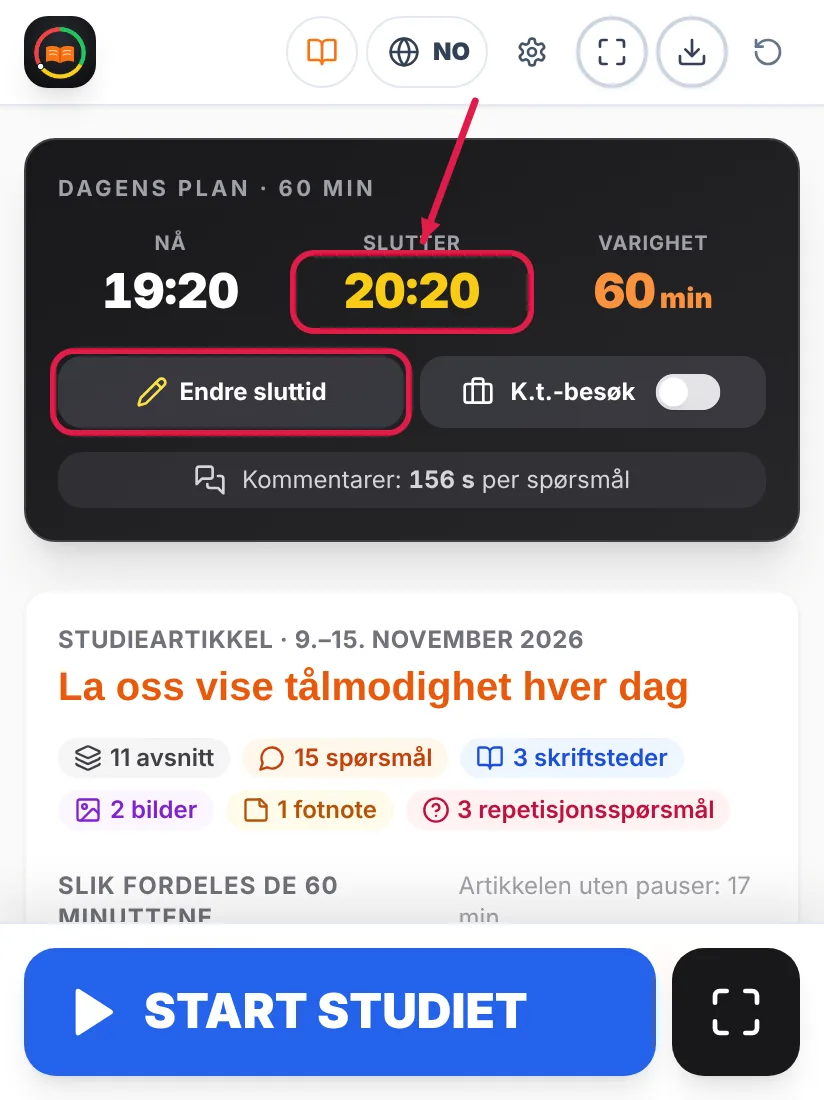 NO
DAGENS PLAN · 60 MIN
NÅ
SLUTTER
VARIGHET
19:20
20:20
60 min
Endre sluttid
K.t.-besøk
Kommentarer: 156 s per spørsmål
STUDIEARTIKKEL · 9.–15. NOVEMBER 2026
La oss vise tålmodighet hver dag
11 avsnitt
15 spørsmål
3 skriftsteder
2 bilder
1 fotnote
3 repetisjonsspørsmål
SLIK FORDELES DE 60
MINUTTENE
Artikkelen uten pauser: 17
min
START STUDIET